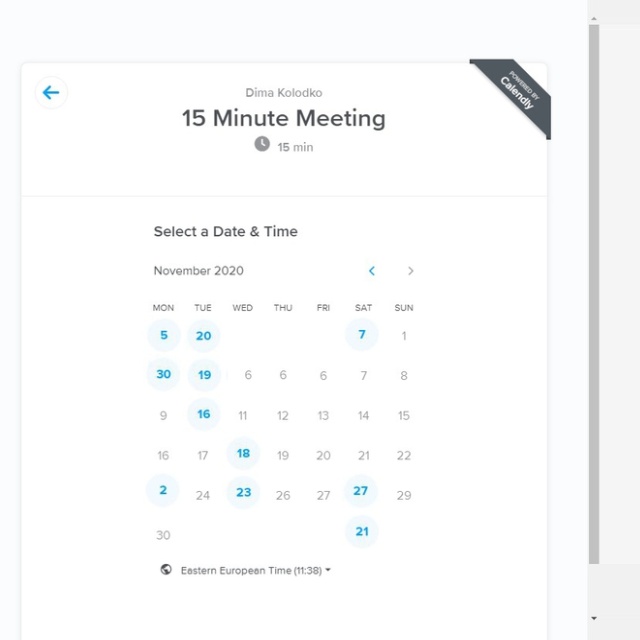 POWERED BY
Calendly
Dima Kolodko
15 Minute Meeting
15 min
Select a Date & Time
November 2020
MON TUE WED THU FRI SAT SUN
5 20 7 1
30 19 6 6 6 7 8
9 16 11 12 13 14 15
16 17 18 19 20 21 22
2 24 23 26 27 27 29
30 21
Eastern European Time (11:38)